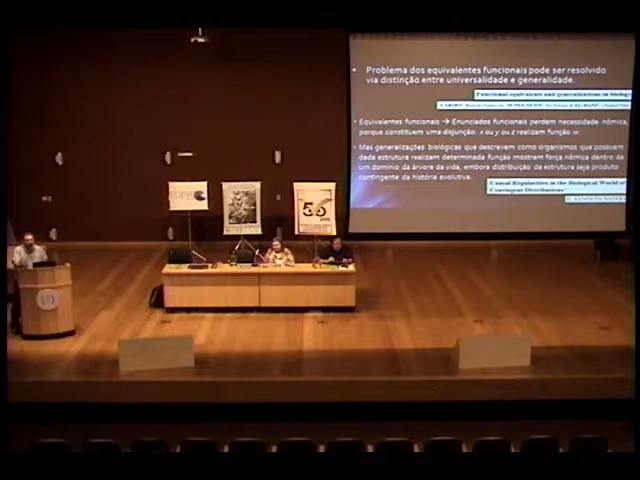 • Problema dos equivalentes funcionais pode ser resolvido
via distinção entre universalidade e generalidade.
Functional equivalents and generalizations in biology
• Equivalentes funcionais → Enunciados funcionais perdem necessidade nômica,
porque constituem uma disjunção: x ou y ou z realizam função w.
• Mas generalizações biológicas que descrevem como organismos que possuem
dada estrutura realizam determinada função mostrem força nômica dentro de
um domínio da árvore da vida, embora distribuição da estrutura seja produto
contingente da história evolutiva.
Causal Regularities in the Biological World of
Contingent Distributions
50